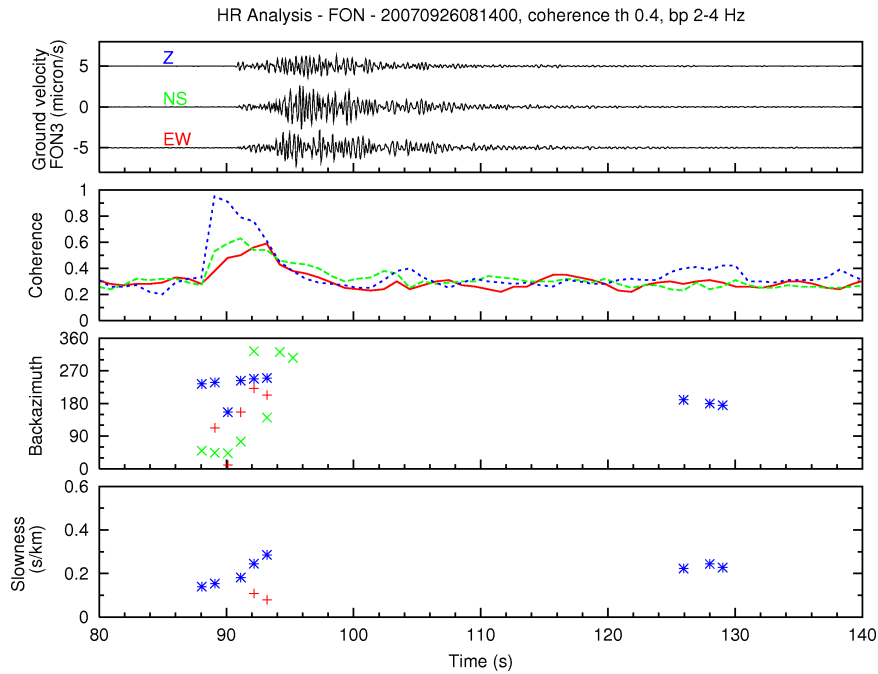 HR Analysis - FON - 20070926081400, coherence th 0.4, bp 2-4 Hz
Ground velocity
FON3 (micron/s)
5
0
-5
Z
NS
EW
Coherence
1
0.8
0.6
0.4
0.2
0
Backazimuth
360
270
180
90
0
Slowness
(s/km)
0.6
0.4
0.2
0
80 90 100 110 120 130 140
Time (s)